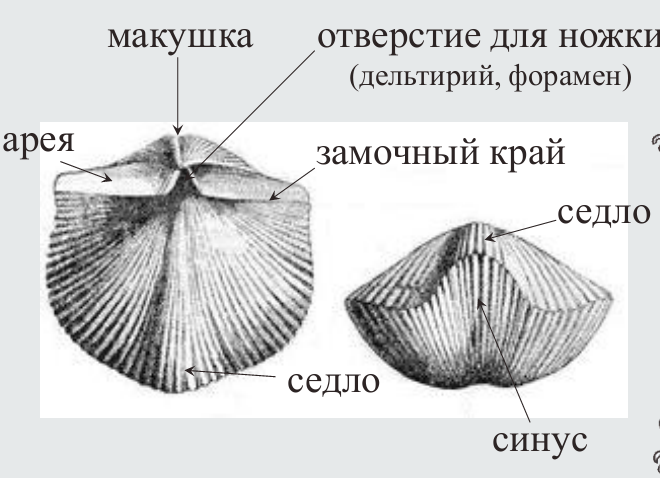 макушка
отверстие для ножки
(дельтирий, форамен)
арея
замочный край
седло
седло
синус